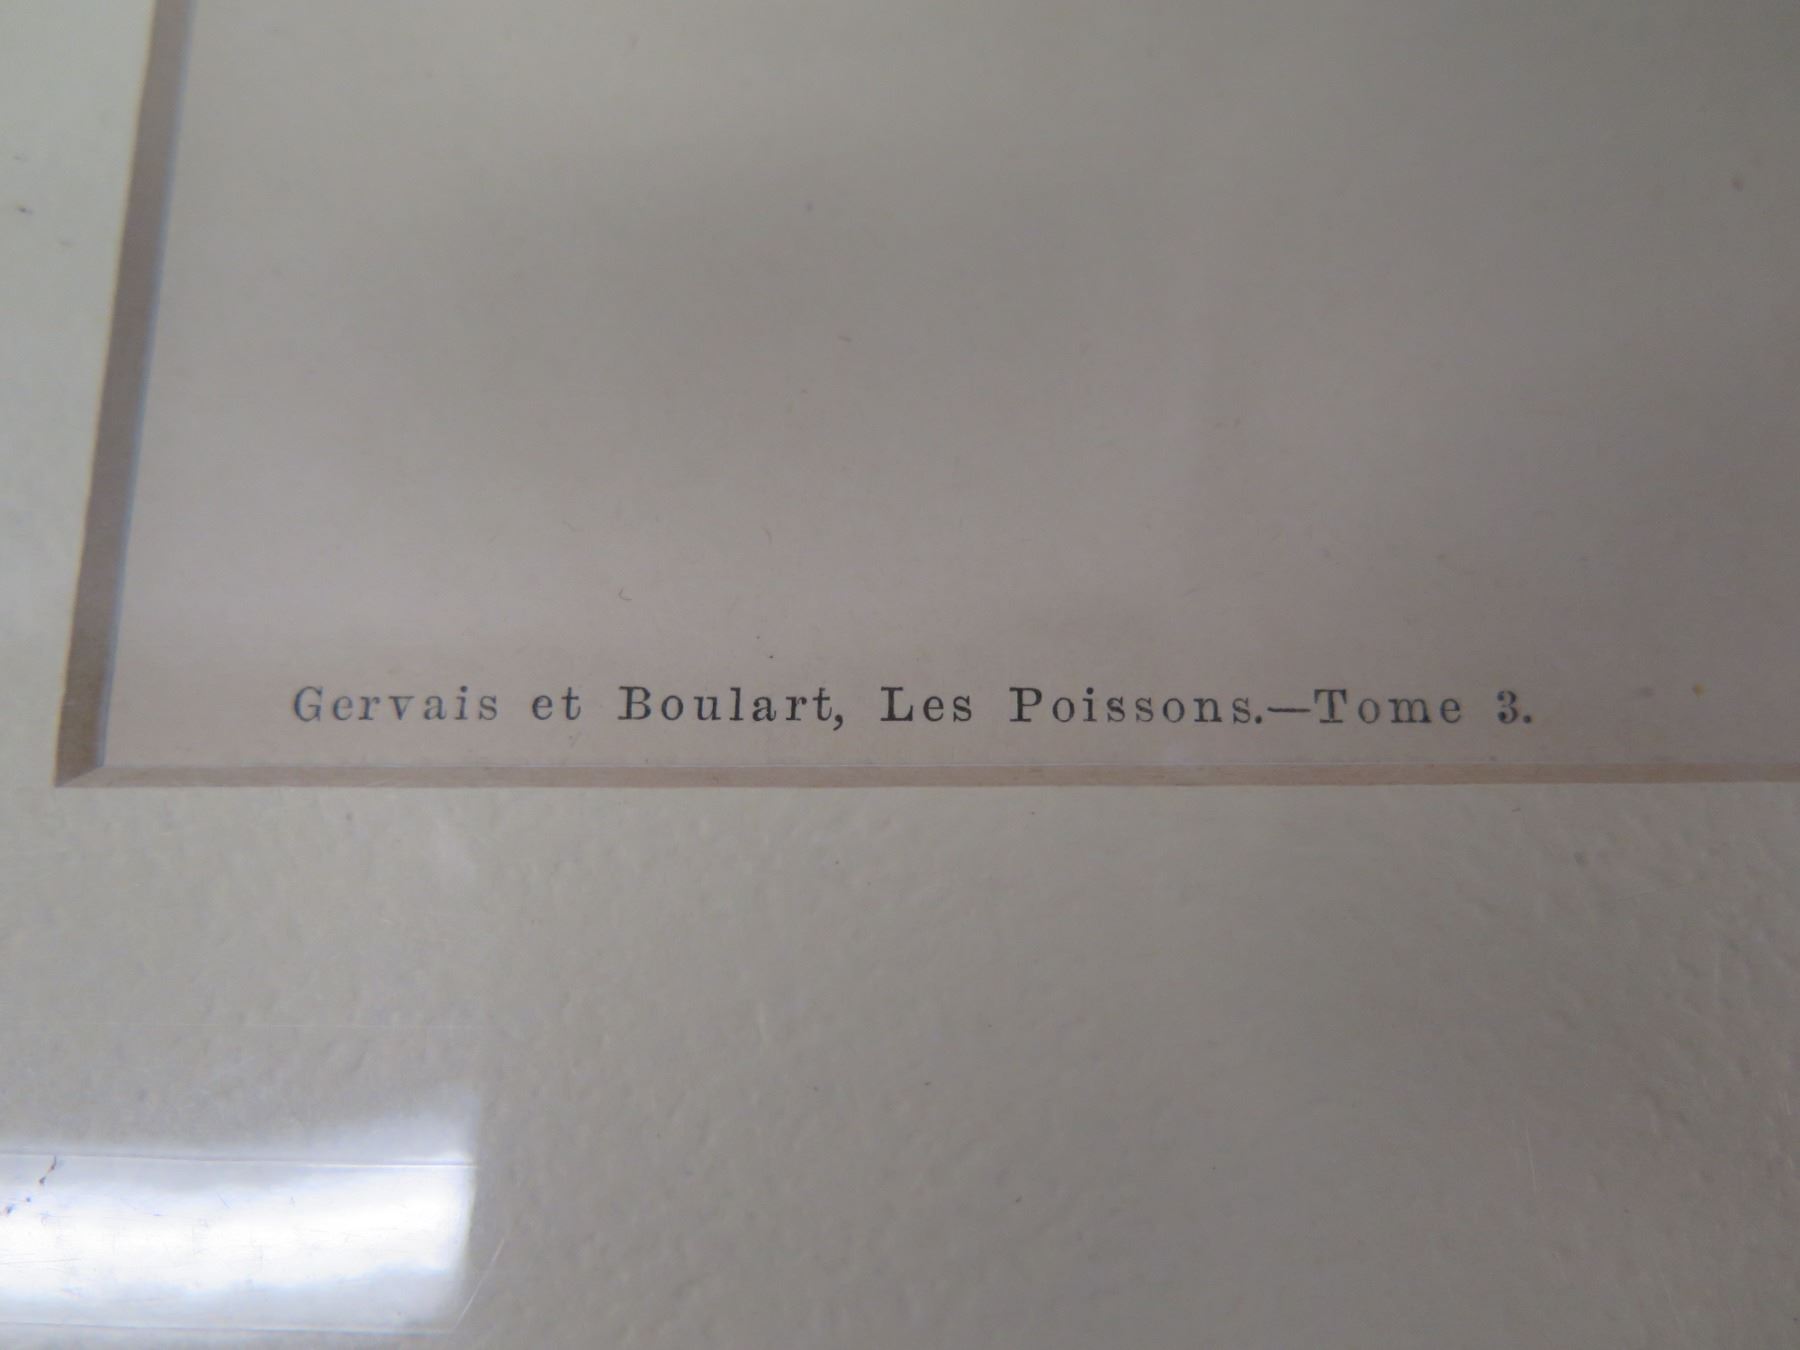 Gervais et Boulart, Les Poissons.—Tome 3.